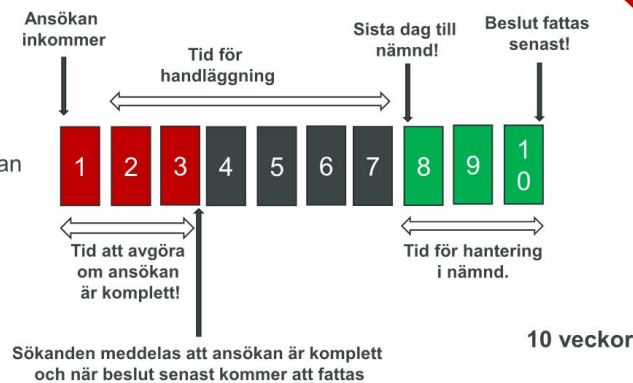 Ansökan
inkommer
Tid för
handläggning
Sista dag till
nämnd!
Beslut fattas
senast!
an
1
2
3
4
5
6
7
8
9
1
0
Tid att avgöra
om ansökan
är komplett!
Tid för hantering
i nämnd.
10 veckor
Sökanden meddelas att ansökan är komplett
och när beslut senast kommer att fattas